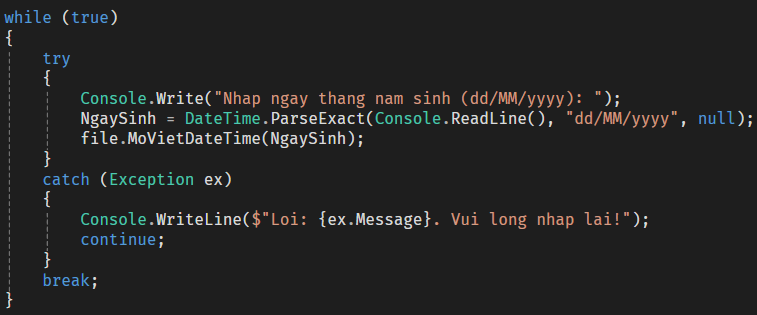 while (true)
{
try
{
Console.Write("Nhap ngay thang nam sinh (dd/MM/yyyy): ");
NgaySinh = DateTime.ParseExact(Console.ReadLine(), "dd/MM/yyyy", null);
file.MoVietDateTime(NgaySinh);
}
catch (Exception ex)
{
Console.WriteLine($"Loi: {ex.Message}. Vui long nhap lai!");
continue;
}
break;
}